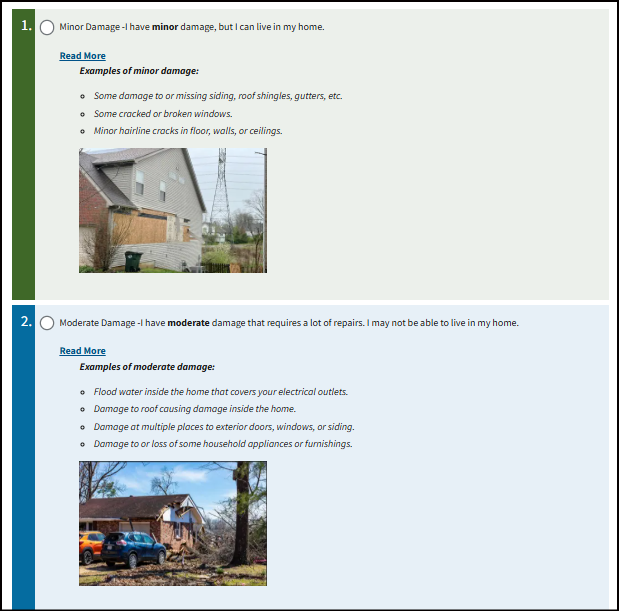 1. Minor Damage -I have minor damage, but I can live in my home.
Read More
Examples of minor damage:
Some damage to or missing siding, roof shingles, gutters, etc.
Some cracked or broken windows.
Minor hairline cracks in floor, walls, or ceilings.
2. Moderate Damage -I have moderate damage that requires a lot of repairs. I may not be able to live in my home.
Read More
Examples of moderate damage:
Flood water inside the home that covers your electrical outlets.
Damage to roof causing damage inside the home.
Damage at multiple places to exterior doors, windows, or siding.
Damage to or loss of some household appliances or furnishings.